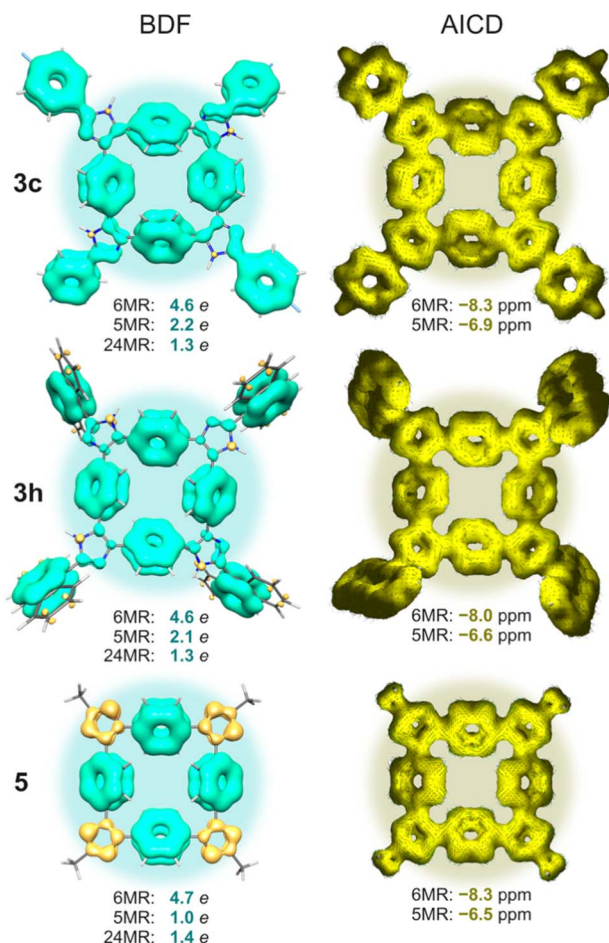 BDF AICD
3c
6MR: 4.6 e
5MR: 2.2 e
24MR: 1.3 e
6MR: −8.3 ppm
5MR: −6.9 ppm
3h
6MR: 4.6 e
5MR: 2.1 e
24MR: 1.3 e
6MR: −8.0 ppm
5MR: −6.6 ppm
5
6MR: 4.7 e
5MR: 1.0 e
24MR: 1.4 e
6MR: −8.3 ppm
5MR: −6.5 ppm